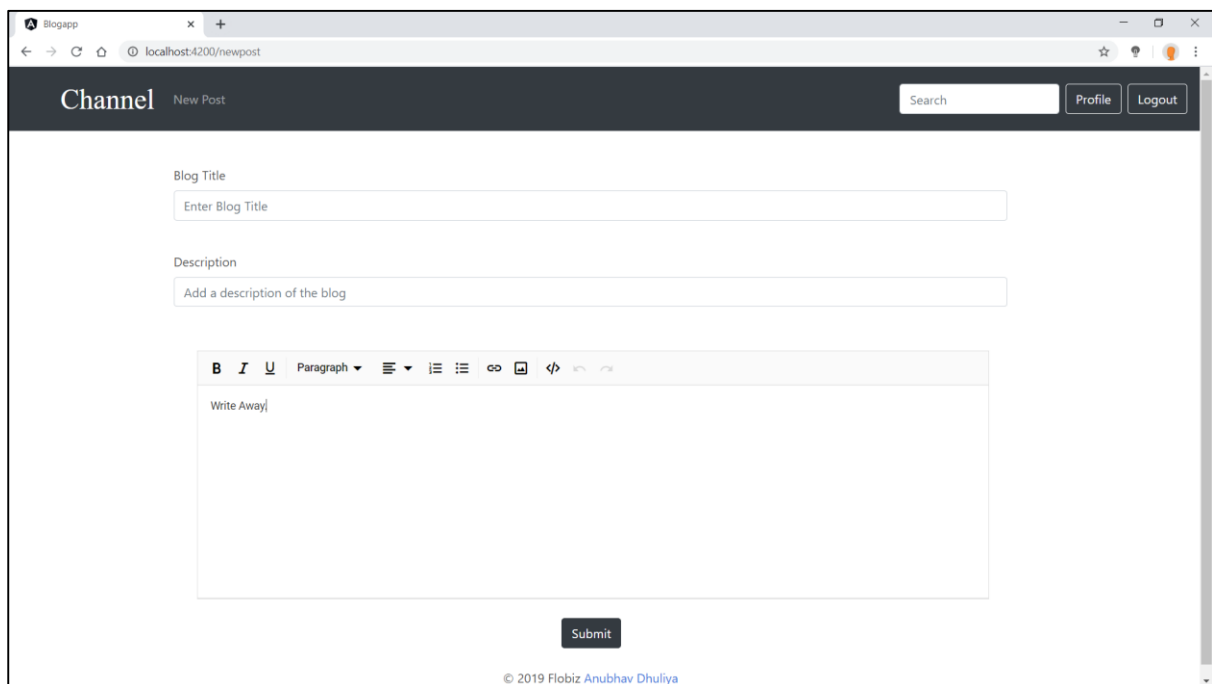 Blogapp
localhost:4200/newpost
Channel New Post Search Profile Logout
Blog Title
Enter Blog Title
Description
Add a description of the blog
B I U Paragraph
Write Away
Submit
© 2019 Flobiz Anubhav Dhuliya